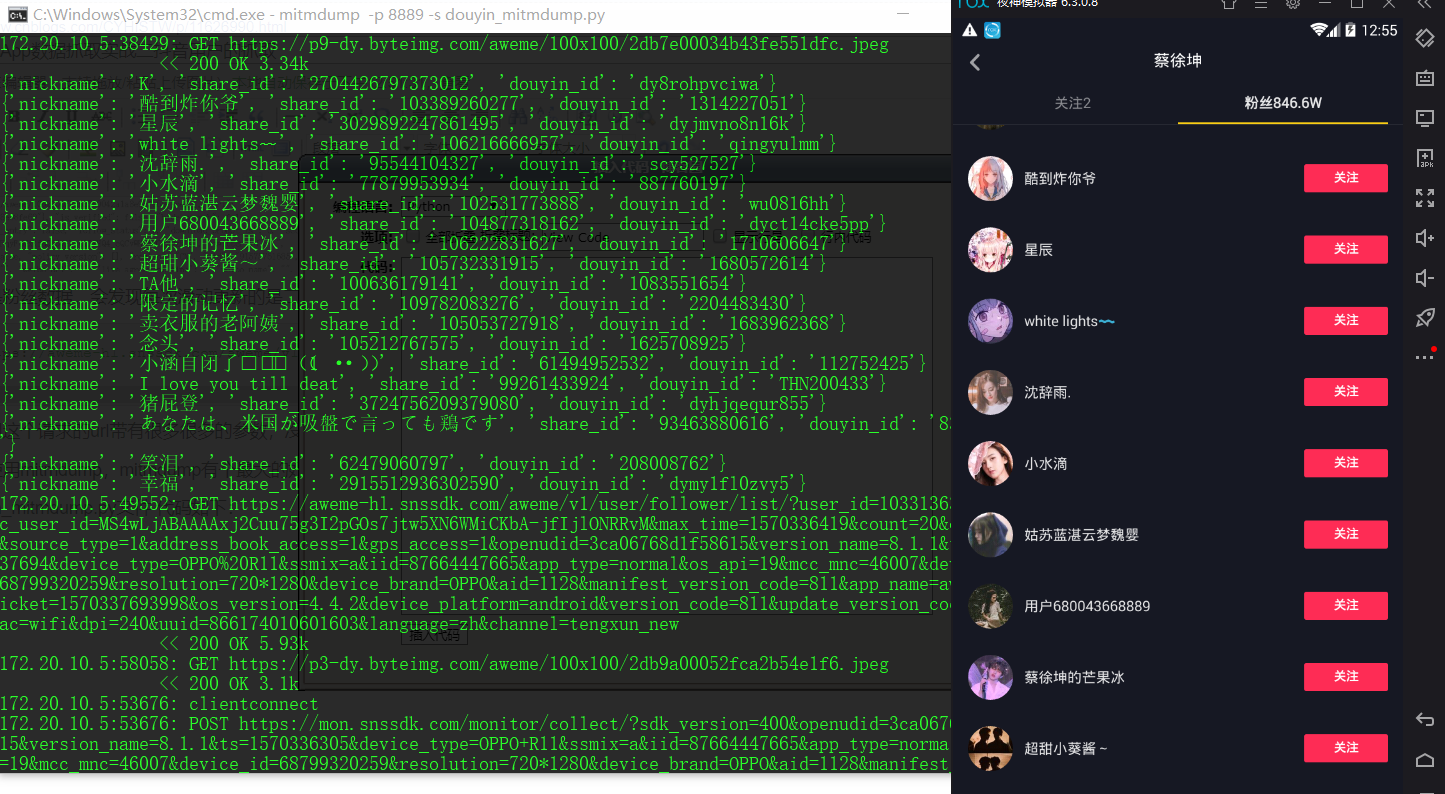 C:\Windows\System32\cmd.exe - mitmdump -p 8889 -s douyin_mitmdump.py
172.20.10.5:38429: GET https://p9-dy.byteimg.com/aweme/100x100/2db7e00034b43fe551dfc.jpeg
<< 200 OK 3.34k
{'nickname': 'K', 'share_id': '2704426797373012', 'douyin_id': 'dy8rohpvciwa'}
{'nickname': '酷到炸你爷', 'share_id': '103389260277', 'douyin_id': '1314227051'}
{'nickname': '星辰', 'share_id': '3029892247861495', 'douyin_id': 'dyjmvno8nl6k'}
{'nickname': 'white lights~~', 'share_id': '106216666957', 'douyin_id': 'qingyulmm'}
{'nickname': '沈辞雨.', 'share_id': '95544104327', 'douyin_id': 'scy527527'}
{'nickname': '小水滴', 'share_id': '77879953934', 'douyin_id': '887760197'}
{'nickname': '姑苏蓝湛云梦魏婴', 'share_id': '102531773888', 'douyin_id': 'wu0816hh'}
{'nickname': '用户680043668889', 'share_id': '104877318162', 'douyin_id': 'dyct14cke5pp'}
{'nickname': '蔡徐坤的芒果冰', 'share_id': '106222831627', 'douyin_id': '1710606647'}
{'nickname': '超甜小葵酱～', 'share_id': '105732331915', 'douyin_id': '1680572614'}
{'nickname': 'TA他', 'share_id': '100636179141', 'douyin_id': '1083551654'}
{'nickname': '限定的记忆', 'share_id': '109782083276', 'douyin_id': '2204483430'}
{'nickname': '卖衣服的老阿姨', 'share_id': '105053727918', 'douyin_id': '1683962368'}
{'nickname': '念头', 'share_id': '105212767575', 'douyin_id': '1625708925'}
{'nickname': '小涵自闭了', 'share_id': '61494952532', 'douyin_id': '112752425'}
{'nickname': 'I love you till deat', 'share_id': '99261433924', 'douyin_id': 'THN200433'}
{'nickname': '猪屁登', 'share_id': '3724756209379080', 'douyin_id': 'dyhjqequr855'}
{'nickname': 'あなたは、米国が吸盤で言っても鶏です', 'share_id': '93463880616', 'douyin_id': '8
'}
{'nickname': '笑泪', 'share_id': '62479060797', 'douyin_id': '208008762'}
{'nickname': '幸福', 'share_id': '2915512936302590', 'douyin_id': 'dymylf10zvy5'}
172.20.10.5:49552: GET https://aweme-hl.snssdk.com/aweme/v1/user/follower/list/?user_id=10331363
c_user_id=MS4wLjABAAAAxj2Cuu75g3I2pGOs7jtw5XN6WMiCKbA-jfIjlONRRvM&max_time=1570336419&count=20&
&source_type=1&address_book_access=1&gps_access=1&openudid=3ca06768d1f58615&version_name=8.1.1&
37694&device_type=OPPO%20R11&ssmix=a&iid=87664447665&app_type=normal&os_api=19&mcc_mnc=46007&dev
68799320259&resolution=720*1280&device_brand=OPPO&aid=1128&manifest_version_code=811&app_name=aw
icket=1570337693998&os_version=4.4.2&device_platform=android&version_code=811&update_version_co
ac=wifi&dpi=240&uuid=866174010601603&language=zh&channel=tengxun_new
<< 200 OK 5.93k
172.20.10.5:58058: GET https://p3-dy.byteimg.com/aweme/100x100/2db9a00052fca2b54e1f6.jpeg
<< 200 OK 3.1k
172.20.10.5:53676: clientconnect
172.20.10.5:53676: POST https://mon.snssdk.com/monitor/collect/?sdk_version=400&openudid=3ca0676
15&version_name=8.1.1&ts=1570336305&device_type=OPPO+R11&ssmix=a&iid=87664447665&app_type=norma
=19&mcc_mnc=46007&device_id=68799320259&resolution=720*1280&device_brand=OPPO&aid=1128&manifest
插入代码
夜神模拟器 6.3.0.8
12:55
蔡徐坤
关注2
粉丝846.6W
酷到炸你爷 关注
星辰 关注
white lights~~ 关注
沈辞雨. 关注
小水滴 关注
姑苏蓝湛云梦魏婴 关注
用户680043668889 关注
蔡徐坤的芒果冰 关注
超甜小葵酱～ 关注